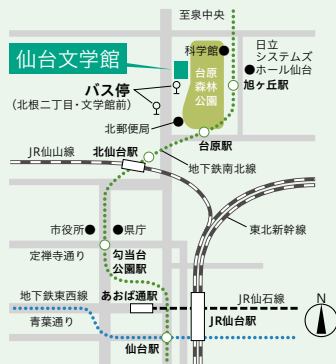 至泉中央
科学館
日立
システムズ
ホール仙台
仙台文学館
台原
森林
公園
旭ヶ丘駅
バス停
（北根二丁目・文学館前）
北郵便局
台原駅
北仙台駅
JR仙山線
地下鉄南北線
東北新幹線
市役所
県庁
定禅寺通り
勾当台
公園駅
地下鉄東西線
あおば通駅
JR仙石線
N
青葉通り
JR仙台駅
仙台駅